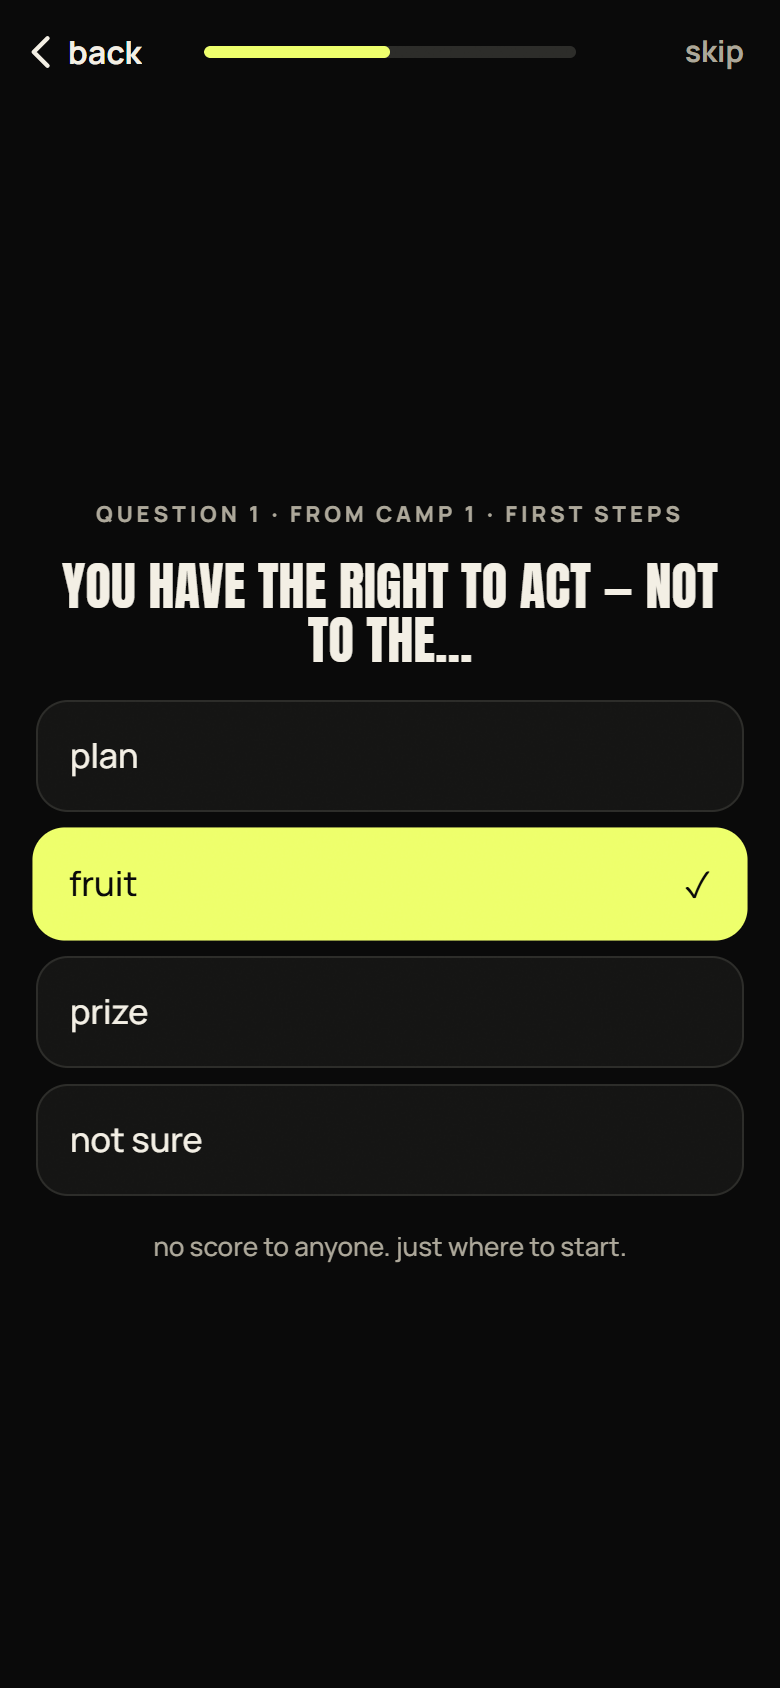 back
skip
QUESTION 1 · FROM CAMP 1 · FIRST STEPS
YOU HAVE THE RIGHT TO ACT – NOT
TO THE...
plan
fruit ✓
prize
not sure
no score to anyone. just where to start.